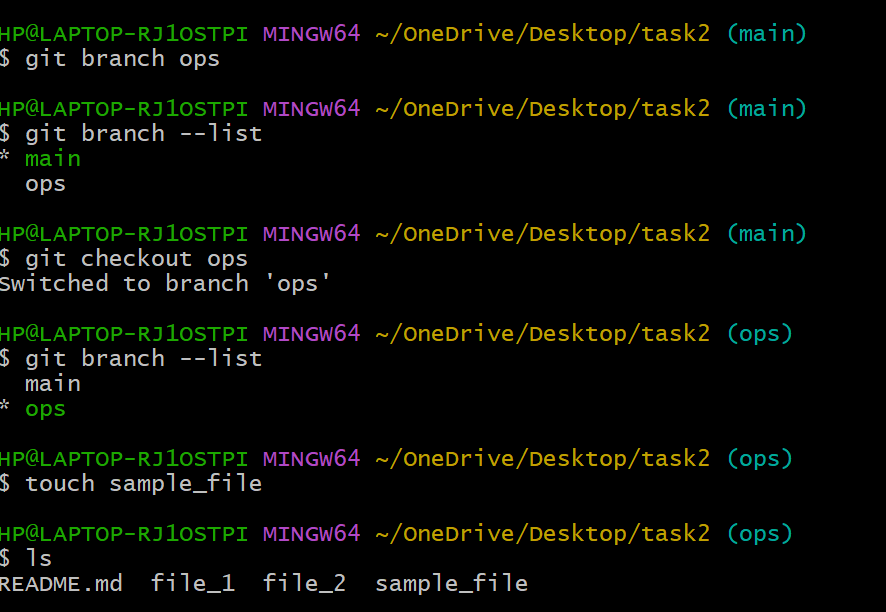 HP@LAPTOP-RJ1OSTPI MINGW64 ~/OneDrive/Desktop/task2 (main)
$ git branch ops
HP@LAPTOP-RJ1OSTPI MINGW64 ~/OneDrive/Desktop/task2 (main)
$ git branch --list
* main
  ops
HP@LAPTOP-RJ1OSTPI MINGW64 ~/OneDrive/Desktop/task2 (main)
$ git checkout ops
Switched to branch 'ops'
HP@LAPTOP-RJ1OSTPI MINGW64 ~/OneDrive/Desktop/task2 (ops)
$ git branch --list
  main
* ops
HP@LAPTOP-RJ1OSTPI MINGW64 ~/OneDrive/Desktop/task2 (ops)
$ touch sample_file
HP@LAPTOP-RJ1OSTPI MINGW64 ~/OneDrive/Desktop/task2 (ops)
$ ls
README.md  file_1  file_2  sample_file